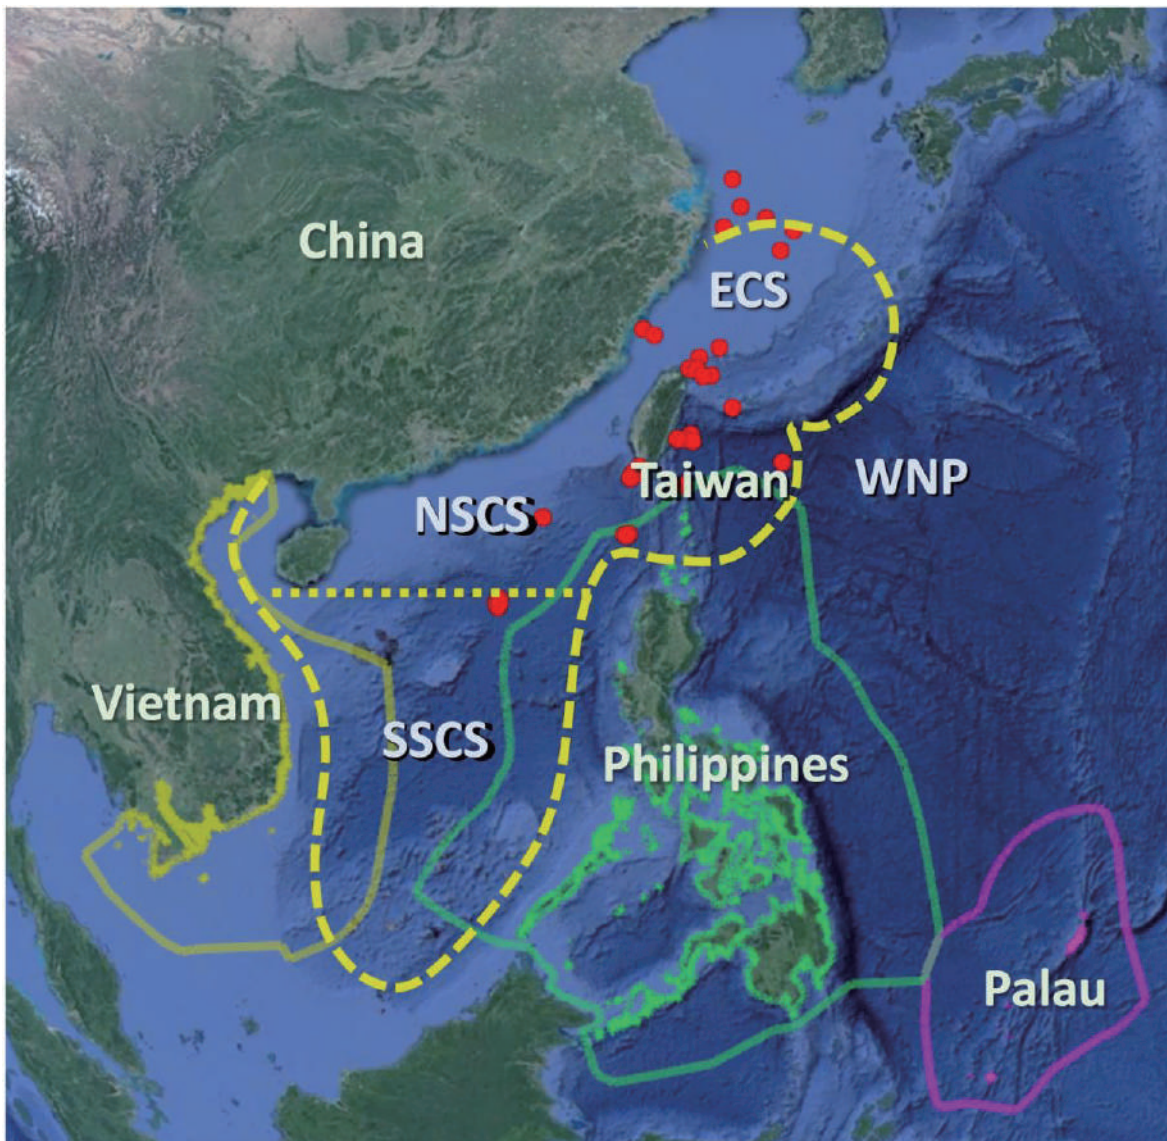 China
ECS
Taiwan
WNP
NSCS
Vietnam
SSCS
Philippines
Palau